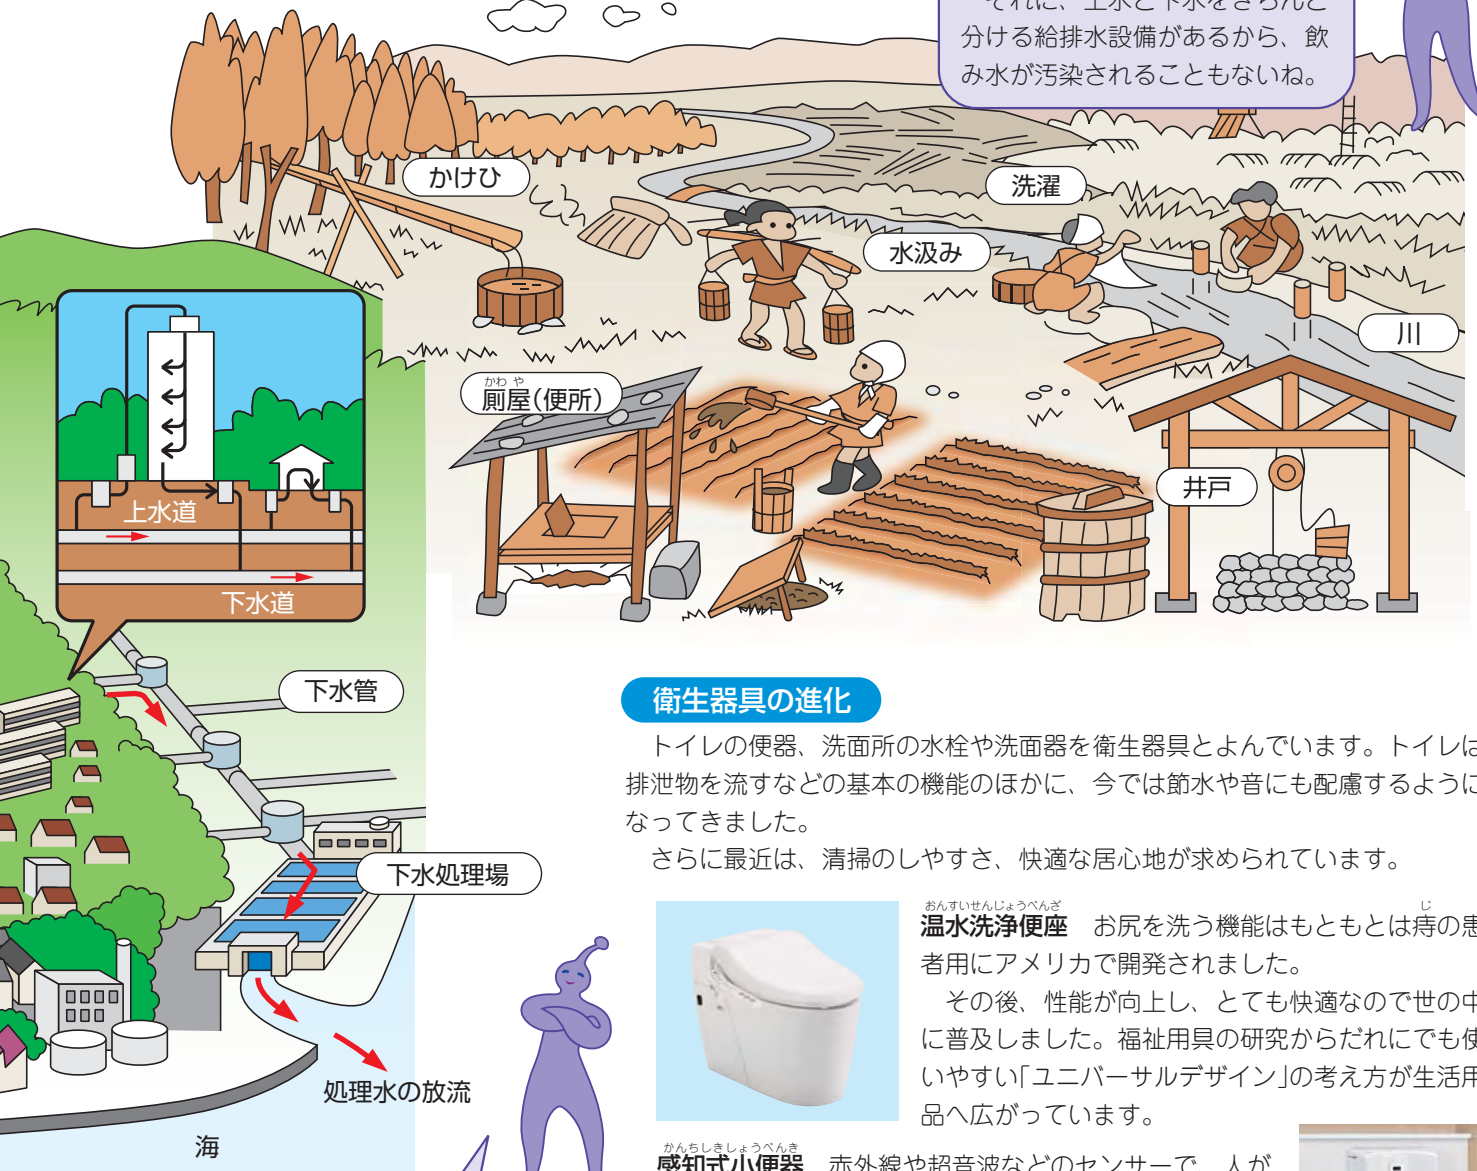 それに、上水と下水をきちんと
分ける給排水設備があるから、飲
み水が汚染されることもないね。
かけひ
洗濯
水汲み
川
かわや
厠屋(便所)
井戸
上水道
下水道
下水管
下水処理場
処理水の放流
海
衛生器具の進化
トイレの便器、洗面所の水栓や洗面器を衛生器具とよんでいます。トイレは
排泄物を流すなどの基本の機能のほかに、今では節水や音にも配慮するように
なってきました。
さらに最近は、清掃のしやすさ、快適な居心地が求められています。
おんすいせんじょうべんざ じ
温水洗浄便座 お尻を洗う機能はもともとは痔の患
者用にアメリカで開発されました。
その後、性能が向上し、とても快適なので世の中
に普及しました。福祉用具の研究からだれにでも使
いやすい「ユニバーサルデザイン」の考え方が生活用
品へ広がっています。
かんちしきしょうべんき
感知式小便器 赤外線や超音波などのセンサーで、人が